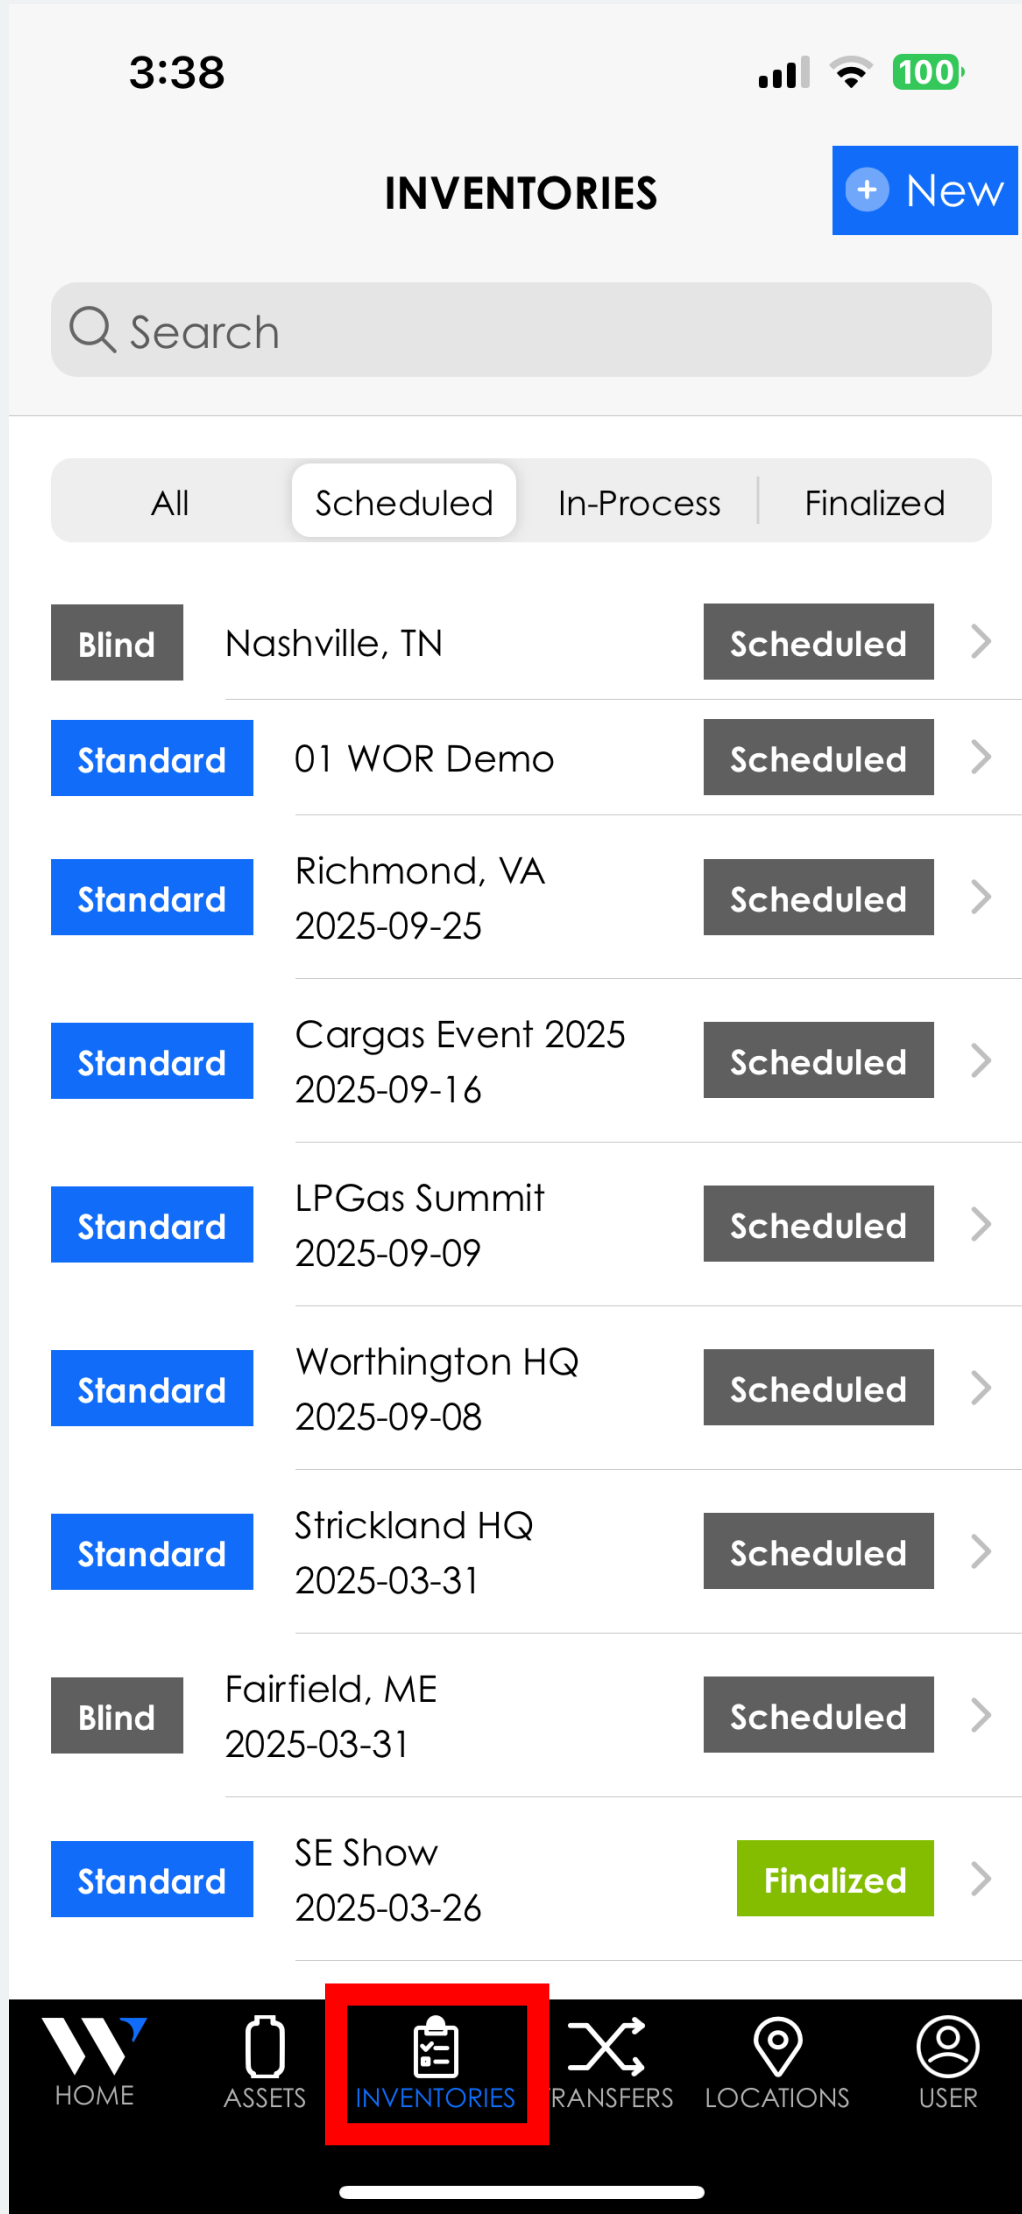 3:38
100
INVENTORIES
New
Search
All Scheduled In-Process Finalized
Blind Nashville, TN Scheduled
Standard 01 WOR Demo Scheduled
Richmond, VA
Standard Scheduled
2025-09-25
Cargas Event 2025
Standard Scheduled
2025-09-16
LPGas Summit
Standard Scheduled
2025-09-09
Worthington HQ
Standard Scheduled
2025-09-08
Strickland HQ
Standard Scheduled
2025-03-31
Fairfield, ME
Blind Scheduled
2025-03-31
SE Show
Standard Finalized
2025-03-26
HOME ASSETS INVENTORIES RANSFERS LOCATIONS USER